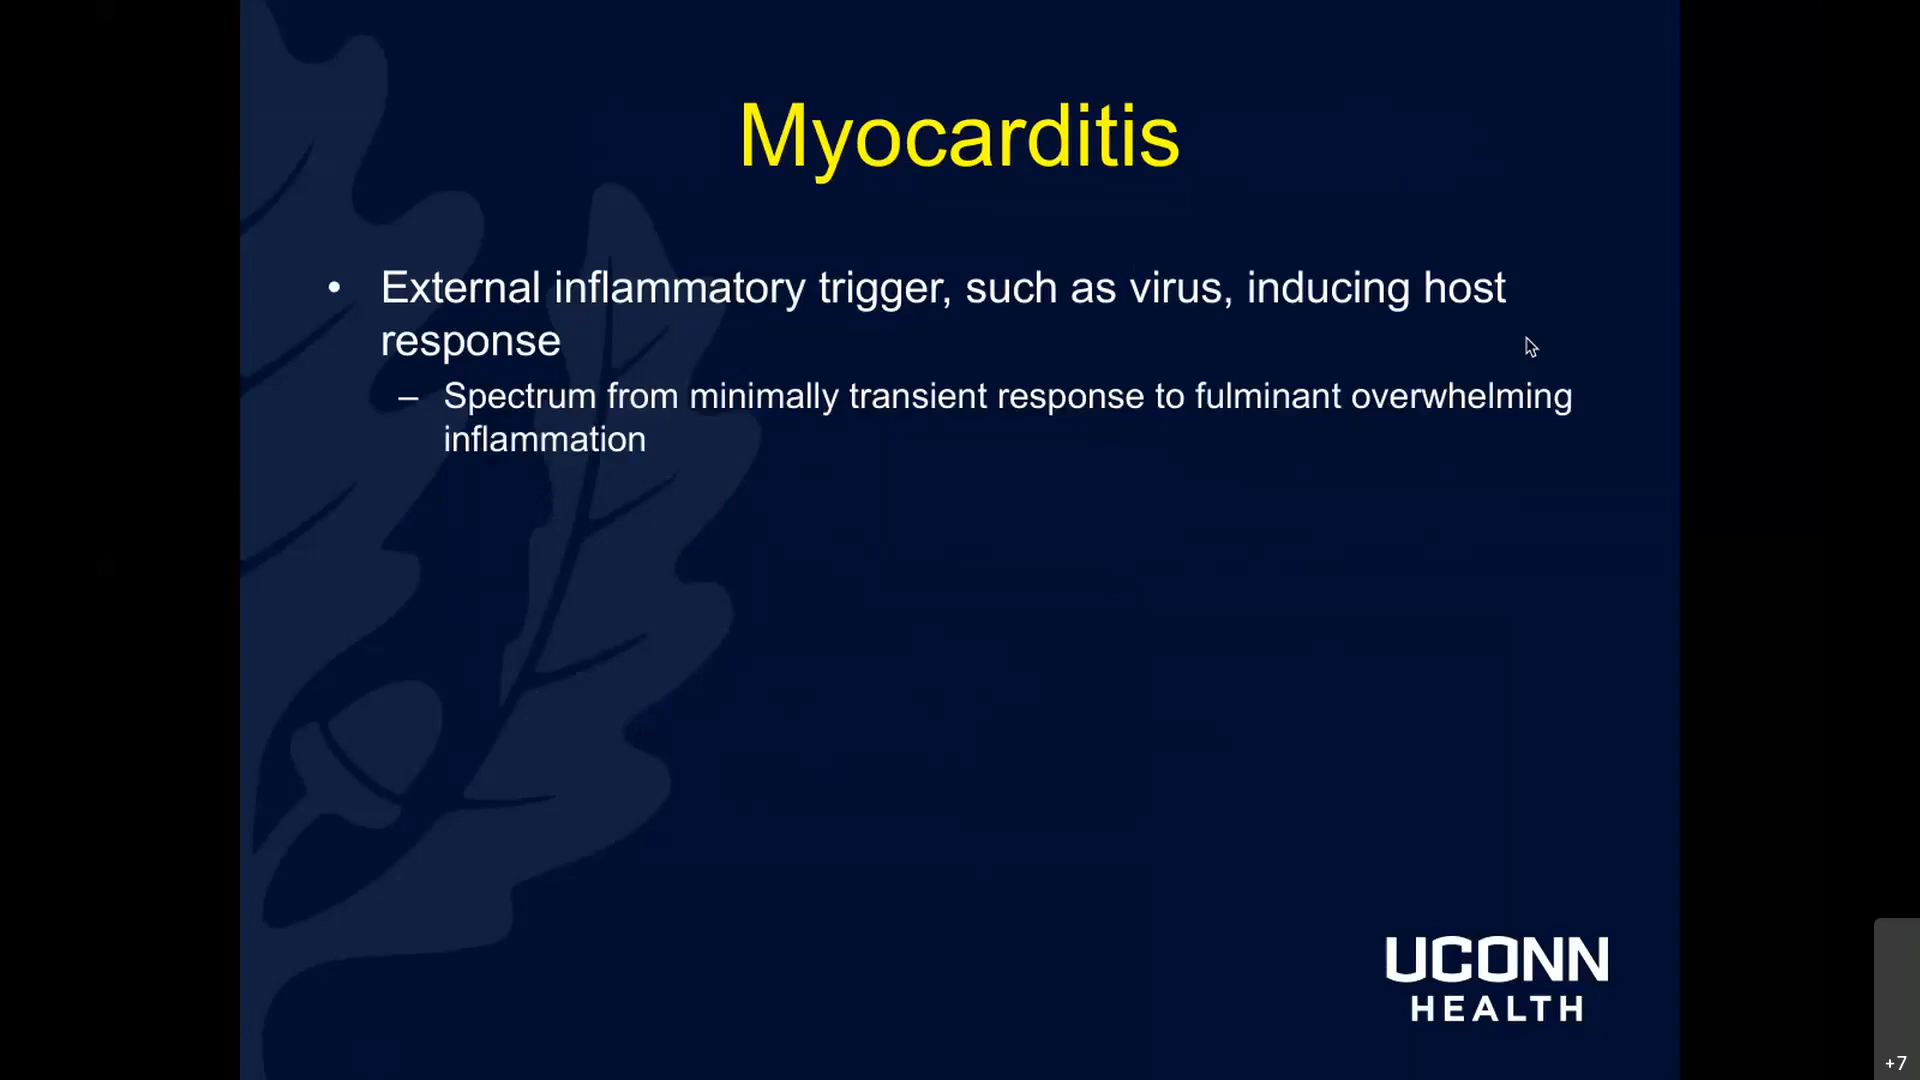 Myocarditis
• External inflammatory trigger, such as virus, inducing host
response
– Spectrum from minimally transient response to fulminant overwhelming
inflammation
UCONN
HEALTH
+7